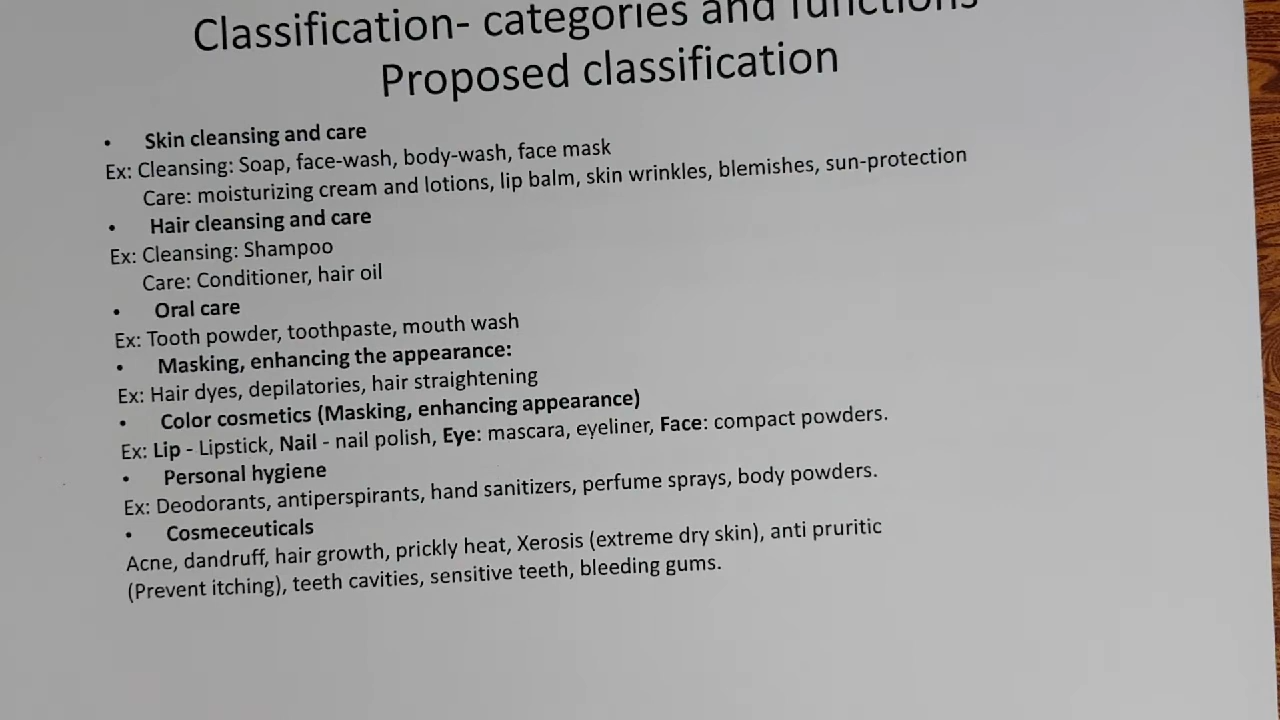 Classification- categories and functions
Proposed classification
• Skin cleansing and care
Ex: Cleansing: Soap, face-wash, body-wash, face mask
Care: moisturizing cream and lotions, lip balm, skin wrinkles, blemishes, sun-protection
• Hair cleansing and care
Ex: Cleansing: Shampoo
Care: Conditioner, hair oil
• Oral care
Ex: Tooth powder, toothpaste, mouth wash
• Masking, enhancing the appearance:
Ex: Hair dyes, depilatories, hair straightening
• Color cosmetics (Masking, enhancing appearance)
Ex: Lip - Lipstick, Nail - nail polish, Eye: mascara, eyeliner, Face: compact powders.
• Personal hygiene
Ex: Deodorants, antiperspirants, hand sanitizers, perfume sprays, body powders.
• Cosmeceuticals
Acne, dandruff, hair growth, prickly heat, Xerosis (extreme dry skin), anti pruritic
(Prevent itching), teeth cavities, sensitive teeth, bleeding gums.